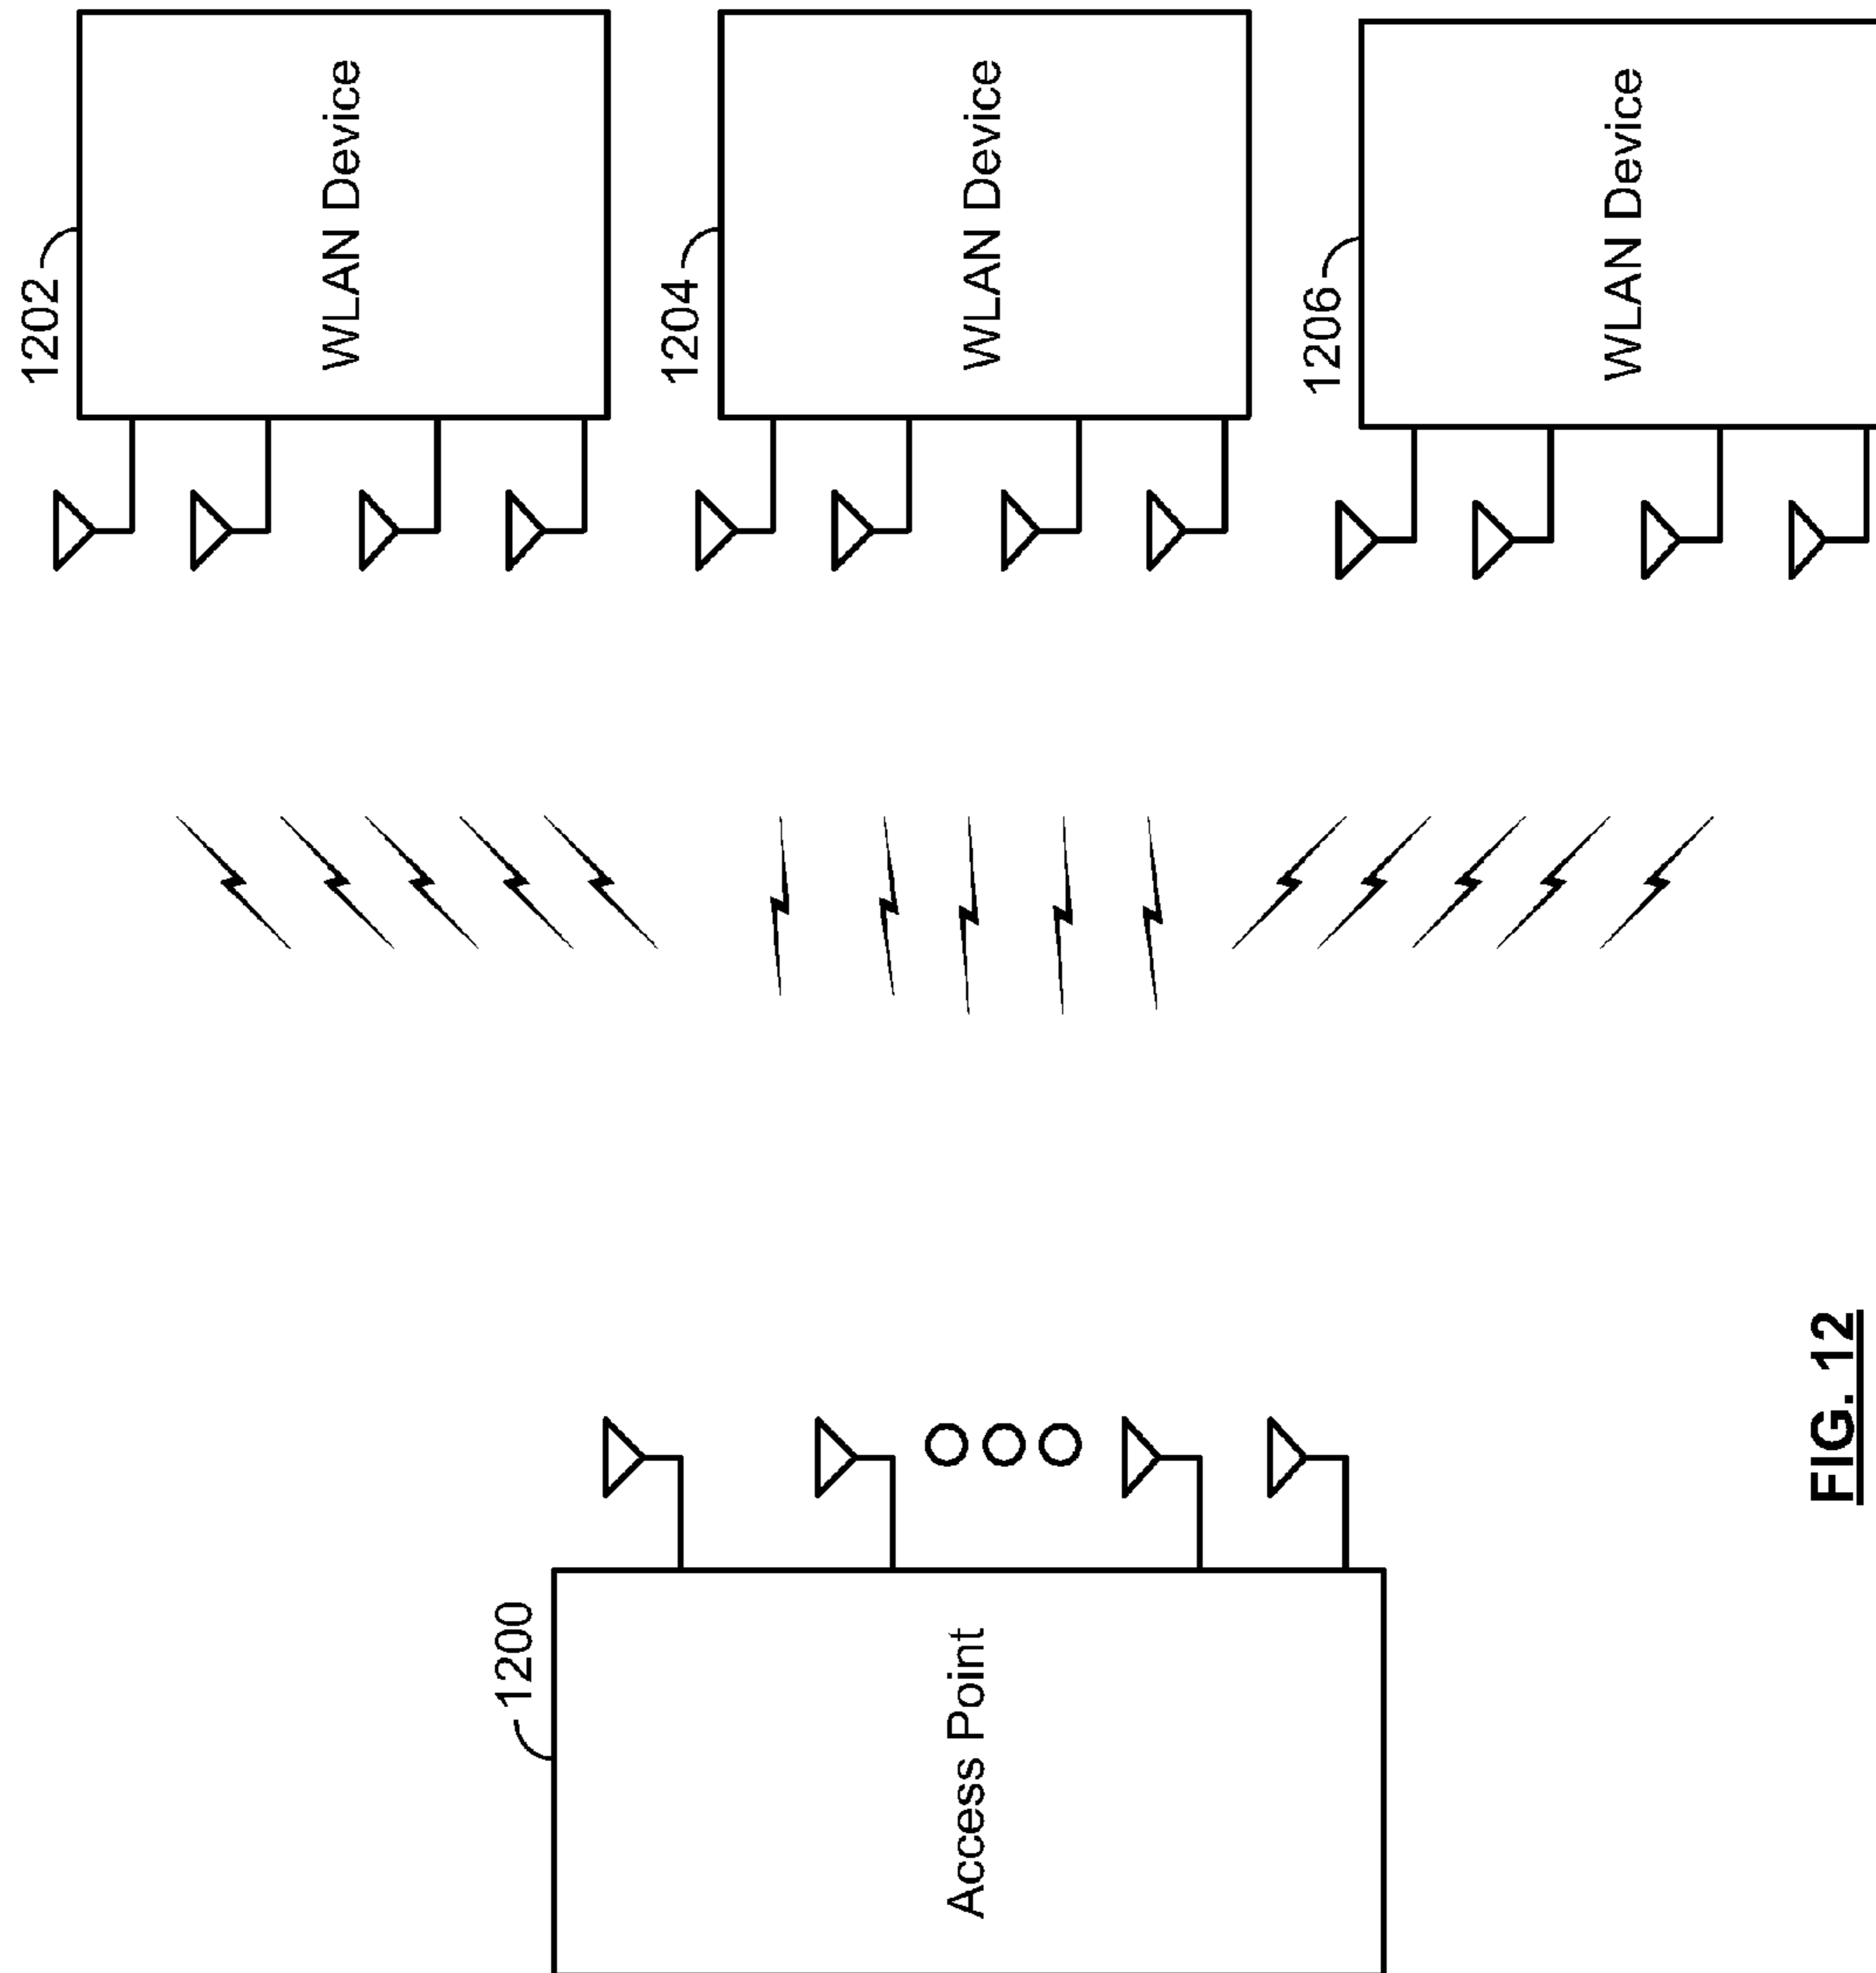 1200
Access Point
1202
WLAN Device
1204
WLAN Device
1206
WLAN Device
FIG. 12